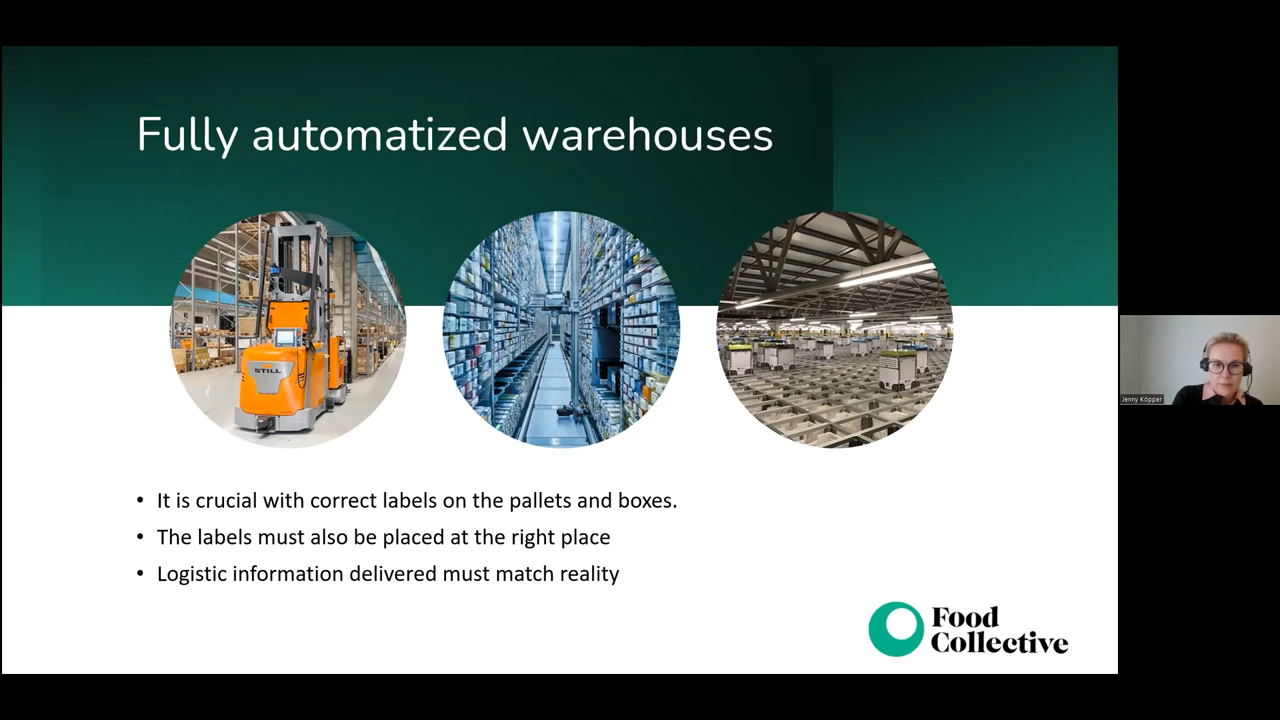 Fully automatized warehouses
STILL
It is crucial with correct labels on the pallets and boxes.
The labels must also be placed at the right place
Logistic information delivered must match reality
Food
Collective
Jenny Köpper